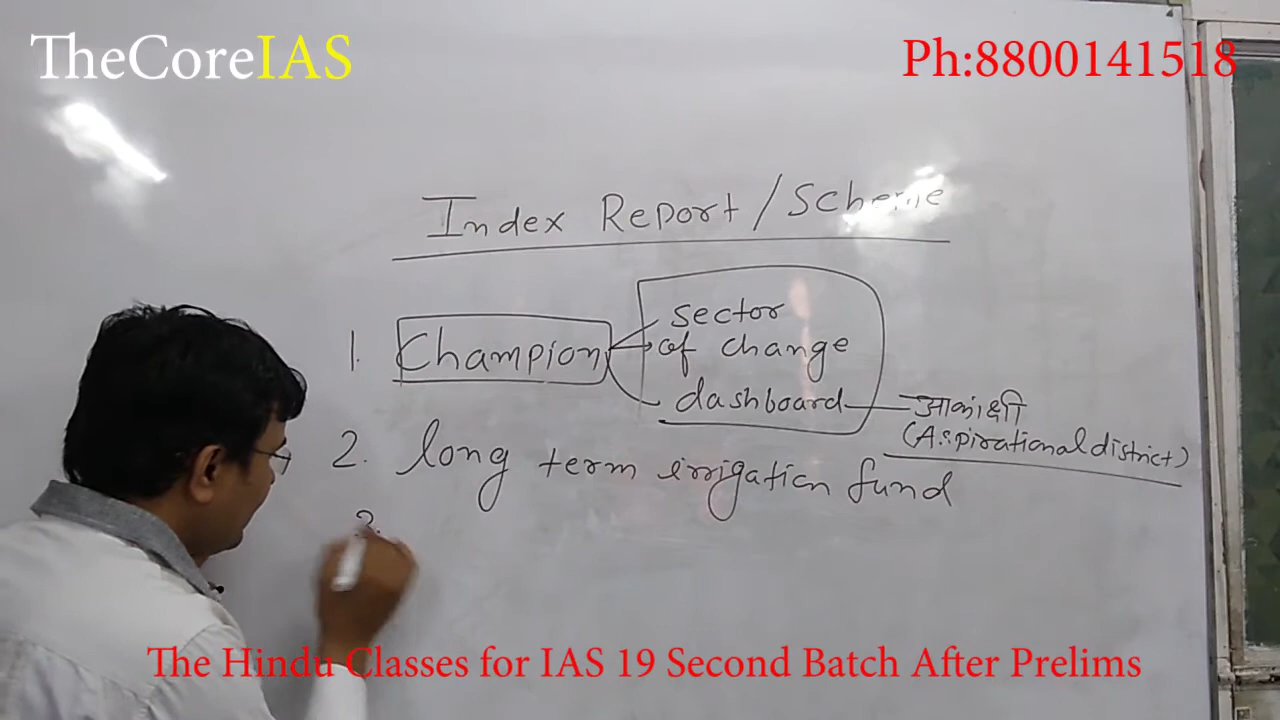 TheCoreIAS
Ph:8800141518
Index Report / Scheme
1. Champion
sector
of change
dashboard
आकांक्षी
(Aspirational district)
2. long term irrigation fund
3.
The Hindu Classes for IAS 19 Second Batch After Prelims